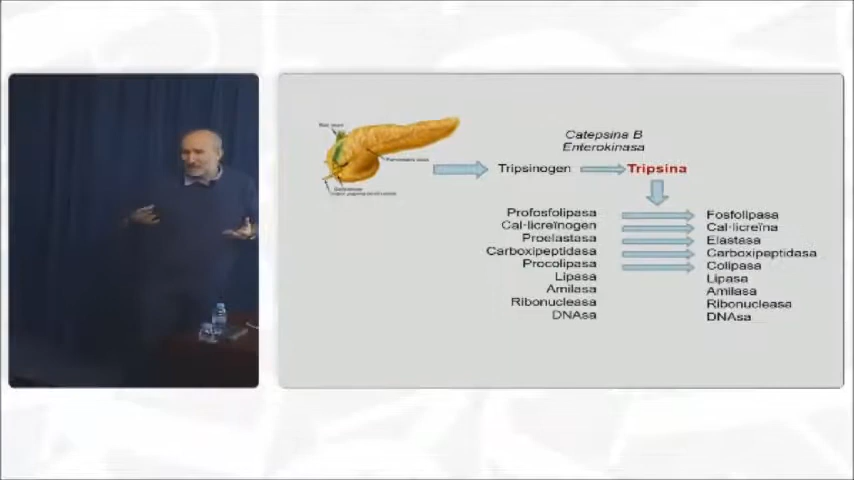 Catepsina B
Enterokinasa
Tripsinogen
Tripsina
Profosfolipasa
Fosfolipasa
Cal·licreïnogen
Cal·licreïna
Proelastasa
Elastasa
Carboxipeptidasa
Carboxipeptidasa
Procolipasa
Colipasa
Lipasa
Lipasa
Amilasa
Amilasa
Ribonucleasa
Ribonucleasa
DNAsa
DNAsa